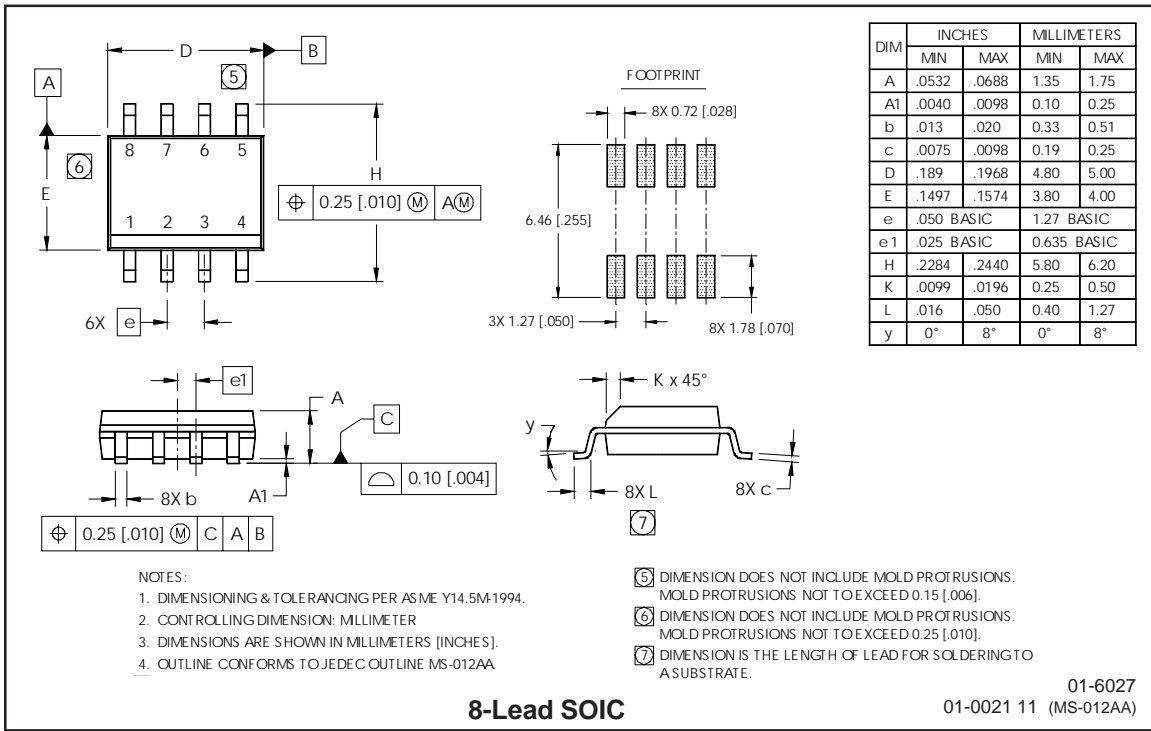 D
B
5
A
8 7 6 5
6
E
H
⌖ 0.25 [.010] Ⓜ AⓂ
1 2 3 4
6X e
FOOTPRINT
8X 0.72 [.028]
6.46 [.255]
3X 1.27 [.050]
8X 1.78 [.070]
DIM INCHES MILLIMETERS
MIN MAX MIN MAX
A .0532 .0688 1.35 1.75
A1 .0040 .0098 0.10 0.25
b .013 .020 0.33 0.51
c .0075 .0098 0.19 0.25
D .189 .1968 4.80 5.00
E .1497 .1574 3.80 4.00
e .050 BASIC 1.27 BASIC
e1 .025 BASIC 0.635 BASIC
H .2284 .2440 5.80 6.20
K .0099 .0196 0.25 0.50
L .016 .050 0.40 1.27
y 0° 8° 0° 8°
e1
A
C
⌓ 0.10 [.004]
8X b
A1
⌖ 0.25 [.010] Ⓜ C A B
K x 45°
y
8X L
8X c
7
NOTES:
1. DIMENSIONING & TOLERANCING PER ASME Y14.5M-1994.
2. CONTROLLING DIMENSION: MILLIMETER
3. DIMENSIONS ARE SHOWN IN MILLIMETERS [INCHES].
4. OUTLINE CONFORMS TO JEDEC OUTLINE MS-012AA.
5 DIMENSION DOES NOT INCLUDE MOLD PROTRUSIONS.
MOLD PROTRUSIONS NOT TO EXCEED 0.15 [.006].
6 DIMENSION DOES NOT INCLUDE MOLD PROTRUSIONS.
MOLD PROTRUSIONS NOT TO EXCEED 0.25 [.010].
7 DIMENSION IS THE LENGTH OF LEAD FOR SOLDERING TO
A SUBSTRATE.
8-Lead SOIC
01-6027
01-0021 11 (MS-012AA)